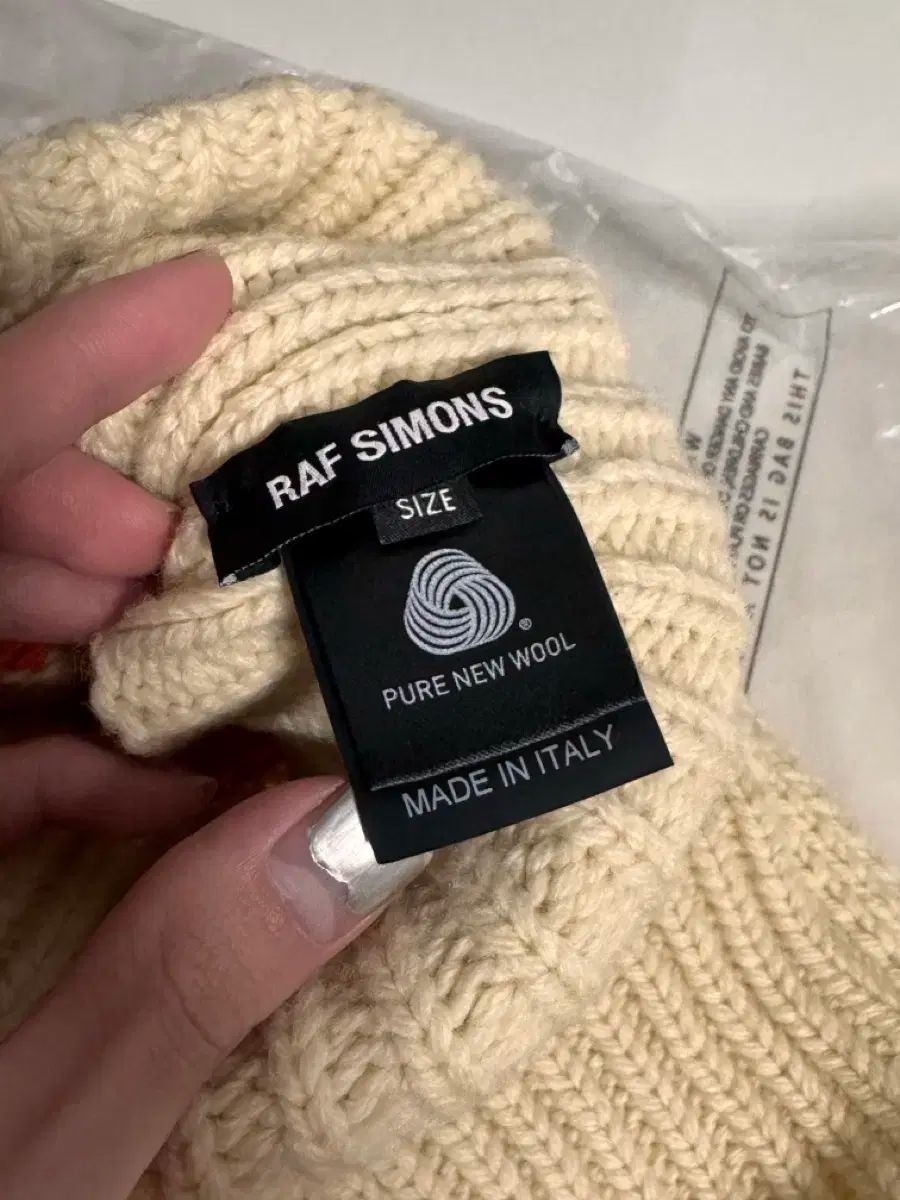 RAF SIMONS
SIZE
®
PURE NEW WOOL
MADE IN ITALY
THIS BAG IS NOT